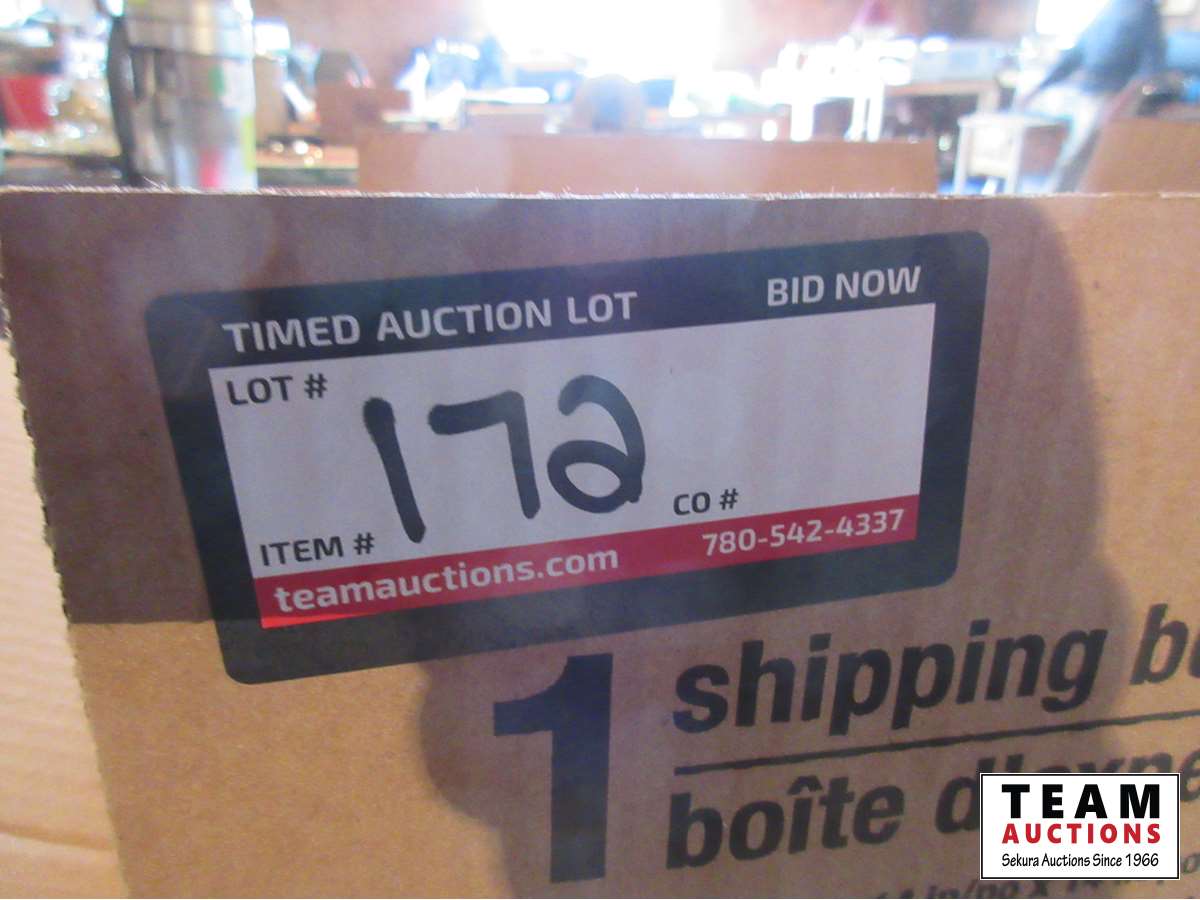 TIMED AUCTION LOT BID NOW
LOT #
172
ITEM # CO #
teamauctions.com 780-542-4337
1 shipping
boîte
TEAM
AUCTIONS
Sekura Auctions Since 1966